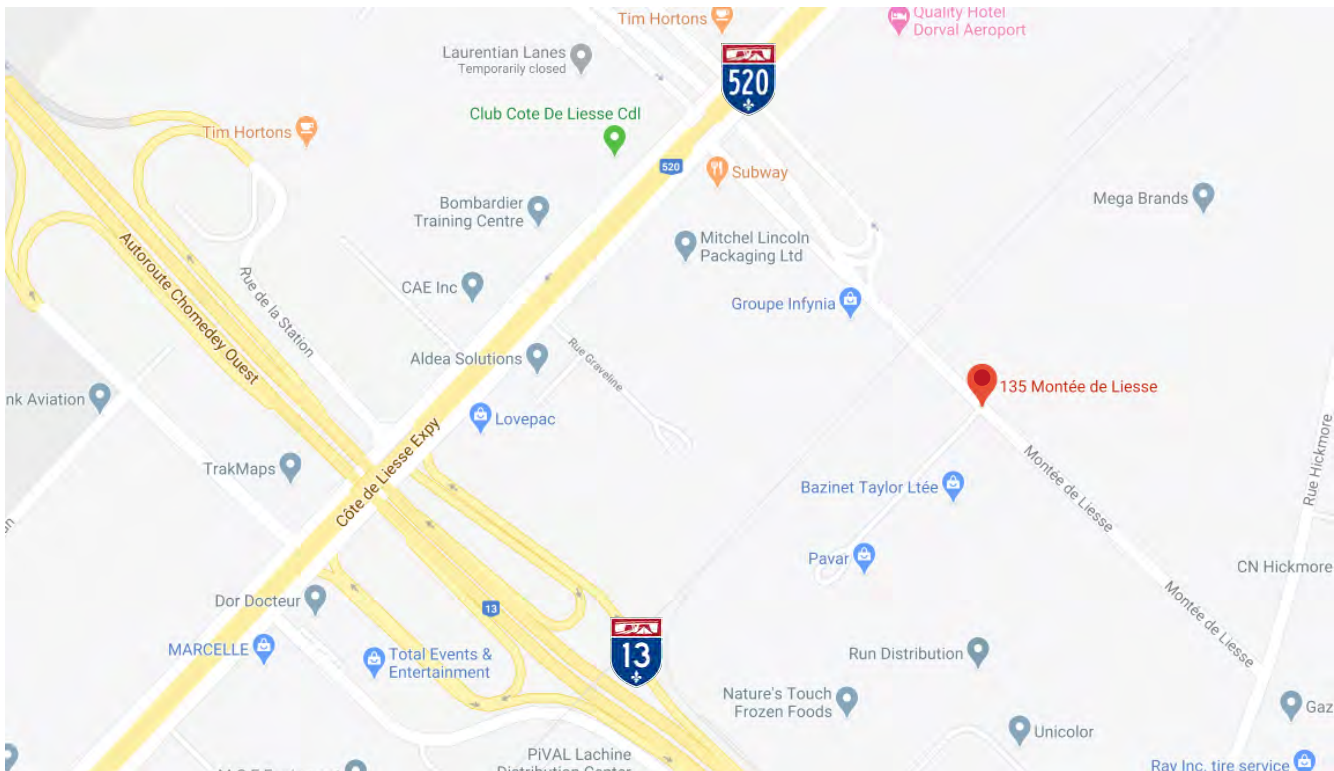 Tim Hortons
Quality Hotel
Dorval Aeroport
Laurentian Lanes
Temporarily closed
520
Club Cote De Liesse Cdl
Tim Hortons
520
Subway
Bombardier
Training Centre
Mega Brands
Mitchel Lincoln
Packaging Ltd
CAE Inc
Autoroute Chomedey Ouest
Rue de la Station
Groupe Infynia
Aldea Solutions
Rue Graveline
135 Montée de Liesse
nk Aviation
Lovepac
Côte de Liesse Expy
TrakMaps
Montée de Liesse
Rue Hickmore
Bazinet Taylor Ltée
Pavar
CN Hickmore
Dor Docteur
13
Montée de Liesse
MARCELLE
Total Events &
Entertainment
13
Run Distribution
Nature's Touch
Frozen Foods
Gaz
Unicolor
PiVAL Lachine
Distribution Center
Ray Inc. tire service